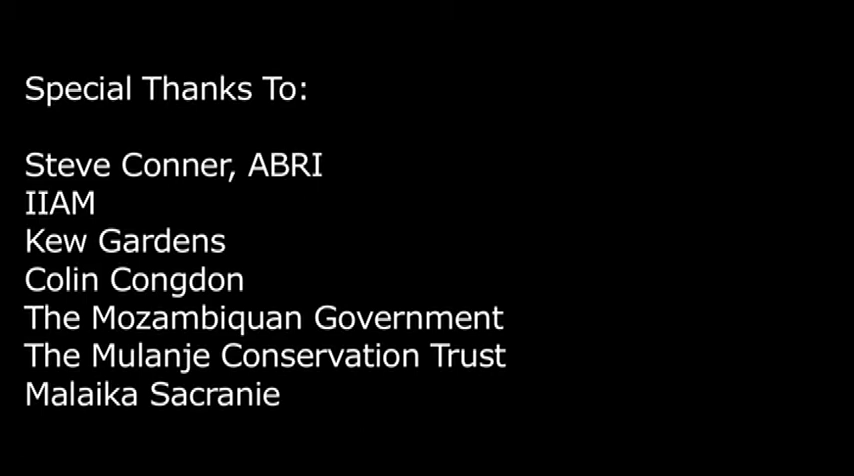 Special Thanks To:
Steve Conner, ABRI
IIAM
Kew Gardens
Colin Congdon
The Mozambiquan Government
The Mulanje Conservation Trust
Malaika Sacranie